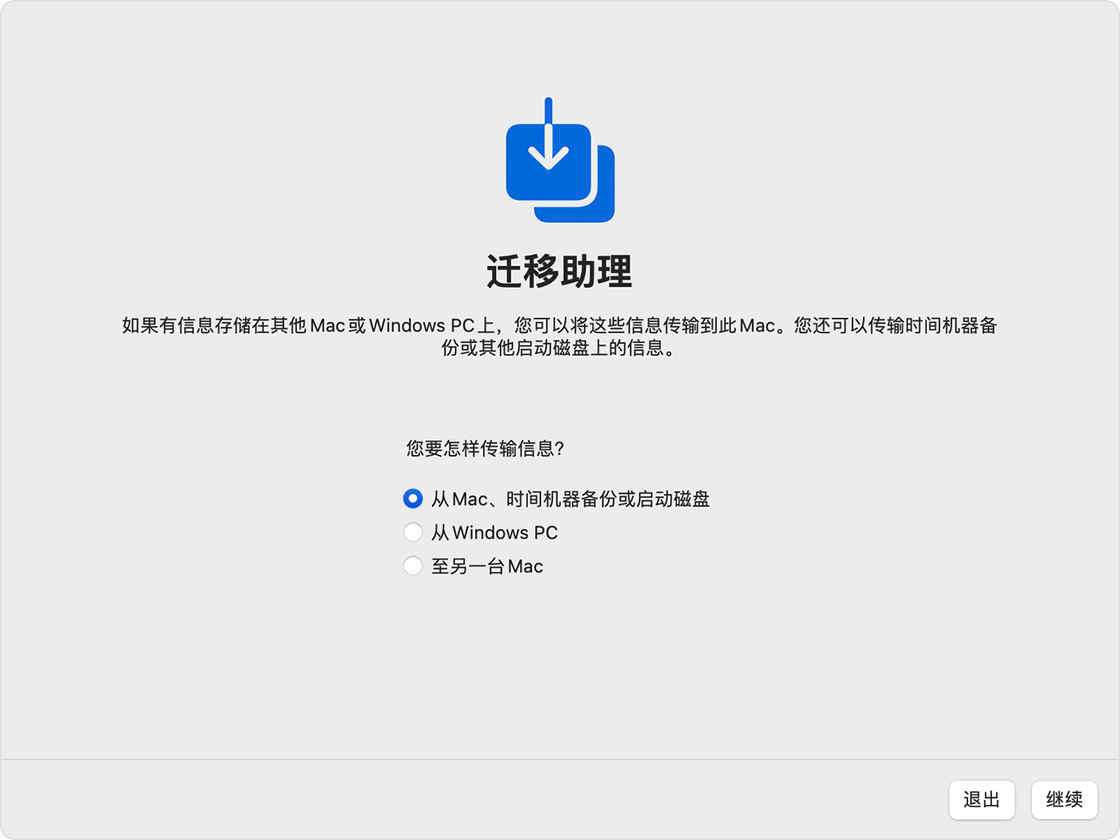 迁移助理
如果有信息存储在其他 Mac 或 Windows PC 上，您可以将这些信息传输到此 Mac。您还可以传输时间机器备
份或其他启动磁盘上的信息。
您要怎样传输信息？
从 Mac、时间机器备份或启动磁盘
从 Windows PC
至另一台 Mac
退出
继续